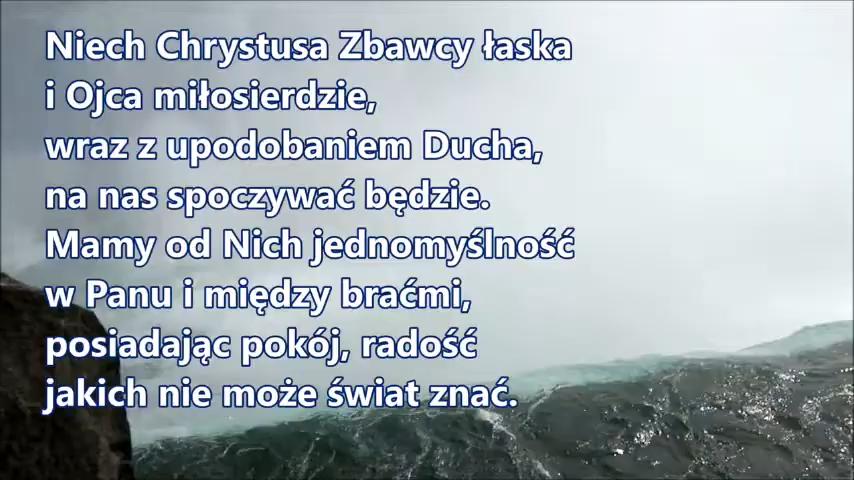 Niech Chrystusa Zbawcy łaska
i Ojca miłosierdzie,
wraz z upodobaniem Ducha,
na nas spoczywać będzie.
Mamy od Nich jednomyślność
w Panu i między braćmi,
posiadając pokój, radość
jakich nie może świat znać.